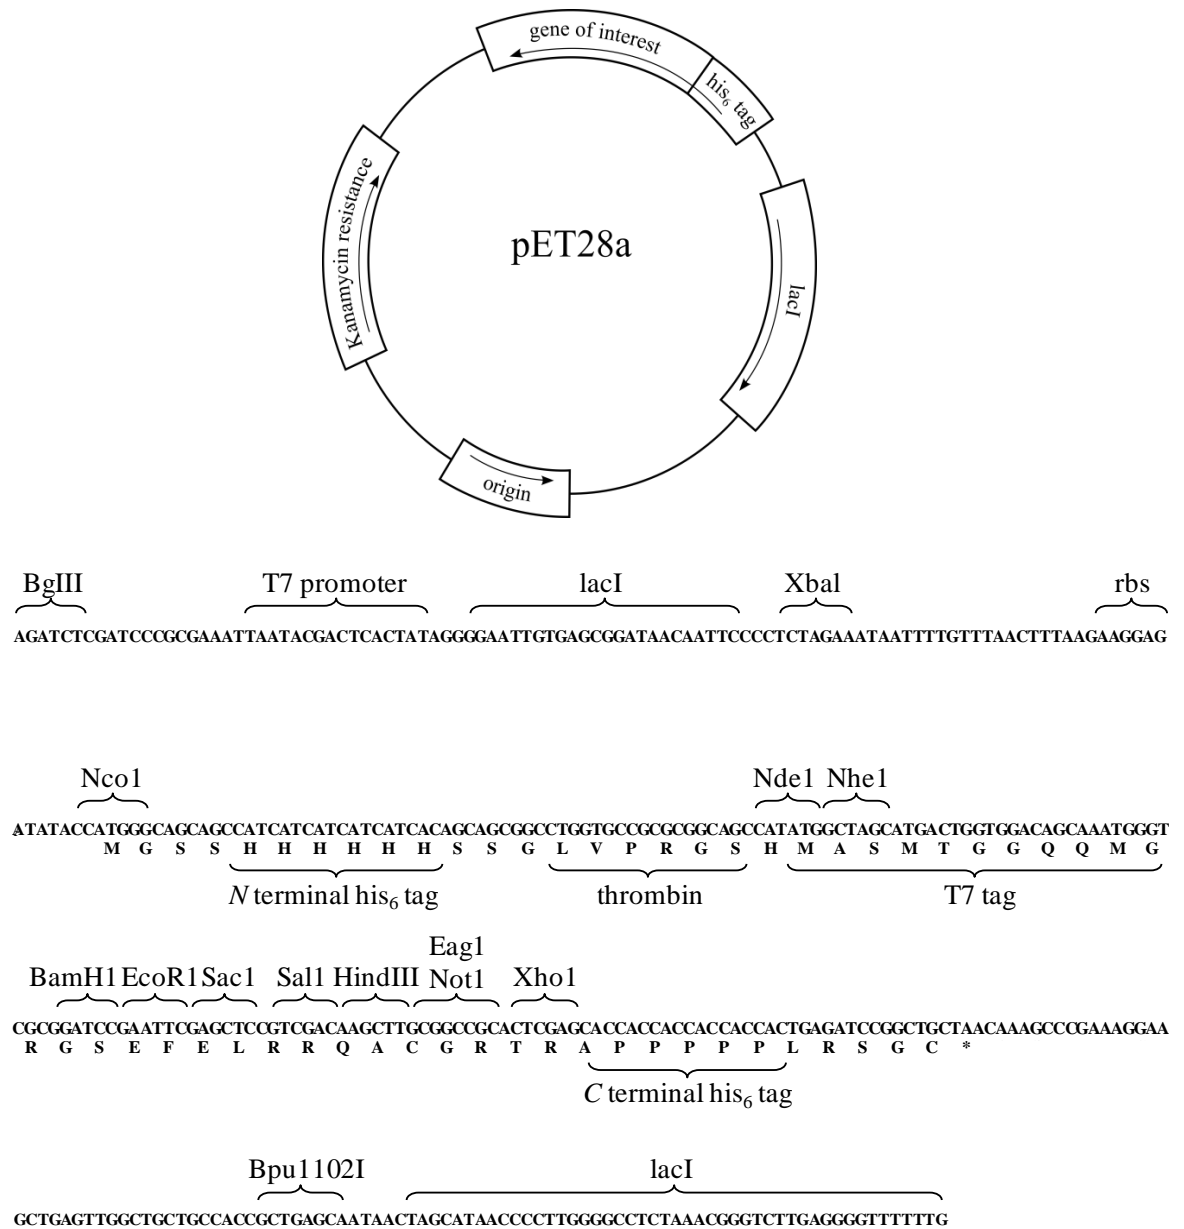 gene of interest
his6 tag
Kanamycin resistance
pET28a
lacI
origin
BgIII T7 promoter lacI Xbal rbs
AGATCTCGATCCCGCGAAATTAATACGACTCACTATAGGGGAATTGTGAGCGGATAACAATTCCCCTCTAGAAATAATTTTGTTTAACTTTAAGAAGGAG
Nco1 Nde1 Nhe1
ATATACCATGGGCAGCAGCCATCATCATCATCATCACAGCAGCGGCCTGGTGCCGCGCGGCAGCCATATGGCTAGCATGACTGGTGGACAGCAAATGGGT
M G S S H H H H H H S S G L V P R G S H M A S M T G G Q Q M G
N terminal his6 tag thrombin T7 tag
Eag1
BamH1 EcoR1 Sac1 Sal1 HindIII Not1 Xho1
CGCGGATCCGAATTCGAGCTCCGTCGACAAGCTTGCGGCCGCACTCGAGCACCACCACCACCACCACTGAGATCCGGCTGCTAACAAAGCCCGAAAGGAA
R G S E F E L R R Q A C G R T R A P P P P P L R S G C *
C terminal his6 tag
Bpu1102I lacI
GCTGAGTTGGCTGCTGCCACCGCTGAGCAATAACTAGCATAACCCCTTGGGGCCTCTAAACGGGTCTTGAGGGGTTTTTTG